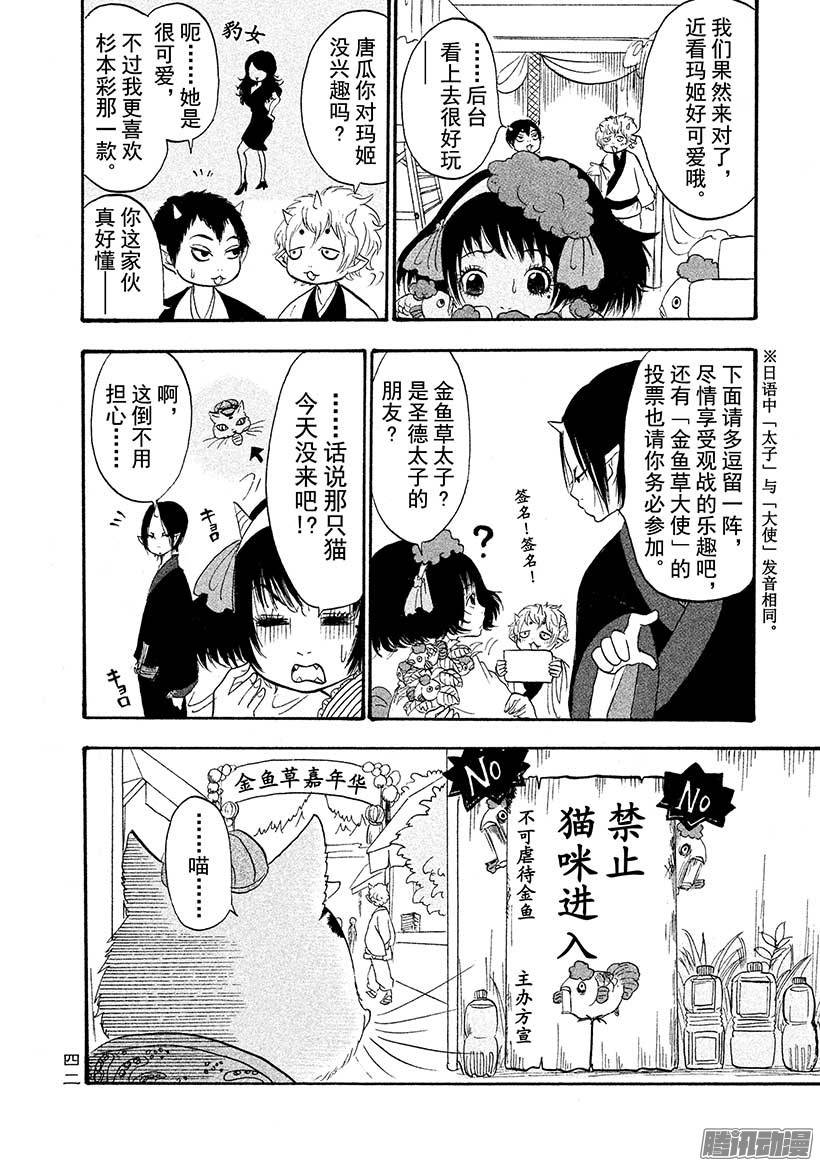 我们果然来对了，
近看玛姬好可爱哦。
……后台
看上去很好玩
——
唐瓜你对玛姬
没兴趣吗？
豹女
呃……她是
很可爱，
不过我更喜欢
杉本彩那一款。
你这家伙
真好懂——
※日语中「太子」与「大使」发音相同。
下面请多逗留一阵，
尽情享受观战的乐趣吧，
还有「金鱼草大使」的
投票也请你务必参加。
签名！签名！
？
金鱼草太子？
是圣德太子的
朋友？
……话说那只猫
今天没来吧!?
啊，
这倒不用
担心……
キョロ
キョロ
No
No
禁止
猫咪进入
不可虐待金鱼
主办方宣
金鱼草嘉年华
……喵……
四二
腾讯动漫